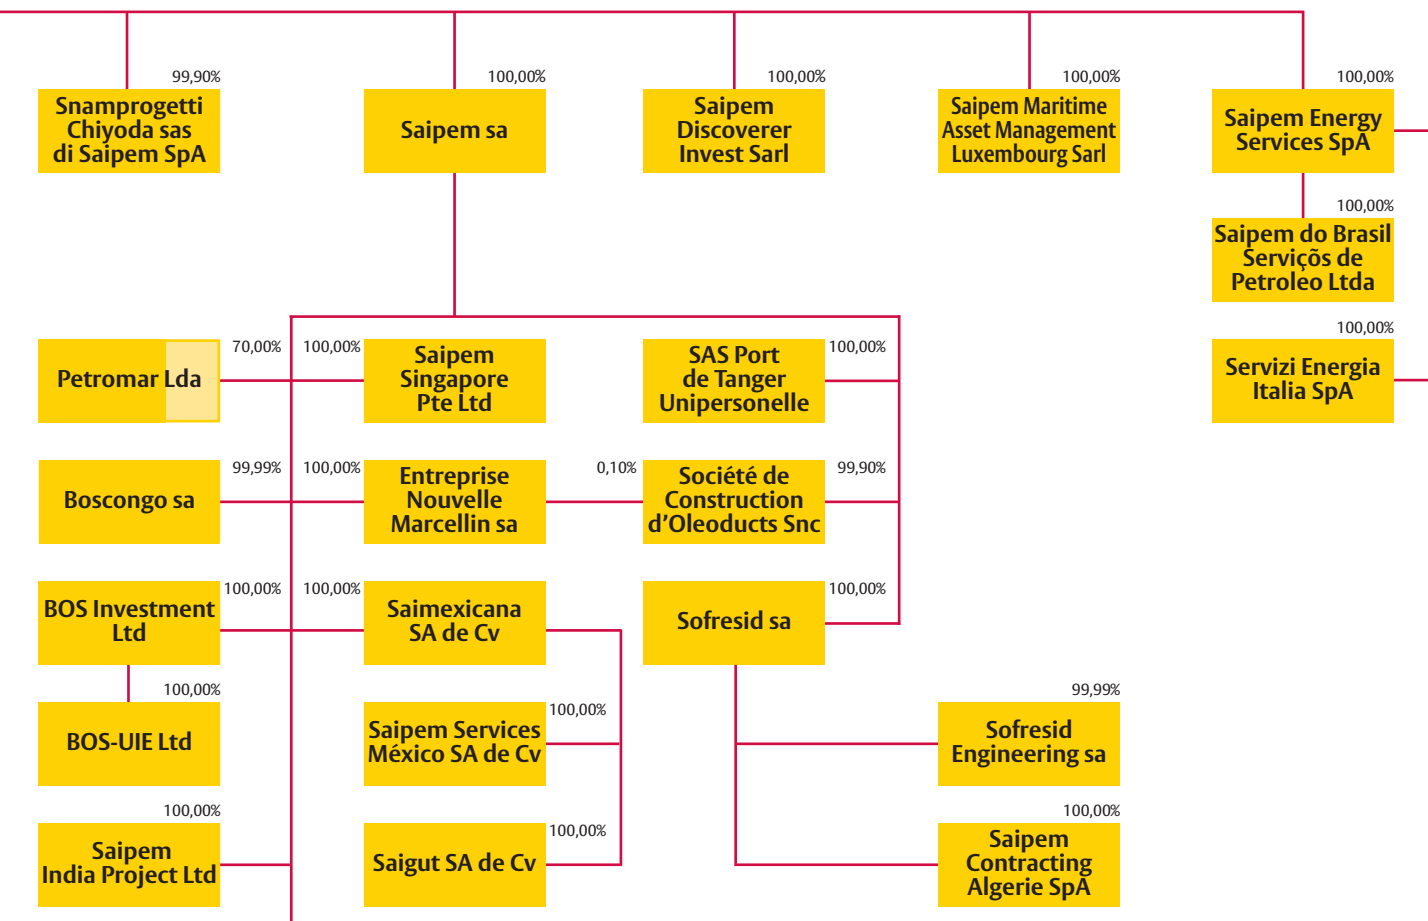 99,90%
Snamprogetti
Chiyoda sas
di Saipem SpA
100,00%
Saipem sa
100,00%
Saipem
Discoverer
Invest Sarl
100,00%
Saipem Maritime
Asset Management
Luxembourg Sarl
100,00%
Saipem Energy
Services SpA
100,00%
Saipem do Brasil
Serviçõs de
Petroleo Ltda
100,00%
Servizi Energia
Italia SpA
70,00%
Petromar Lda
100,00%
Saipem
Singapore
Pte Ltd
100,00%
SAS Port
de Tanger
Unipersonelle
99,99%
Boscongo sa
100,00%
Entreprise
Nouvelle
Marcellin sa
0,10%
99,90%
Société de
Construction
d’Oleoducts Snc
100,00%
BOS Investment
Ltd
100,00%
Saimexicana
SA de Cv
100,00%
Sofresid sa
100,00%
BOS-UIE Ltd
100,00%
Saipem Services
México SA de Cv
99,99%
Sofresid
Engineering sa
100,00%
Saipem
India Project Ltd
100,00%
Saigut SA de Cv
100,00%
Saipem
Contracting
Algerie SpA